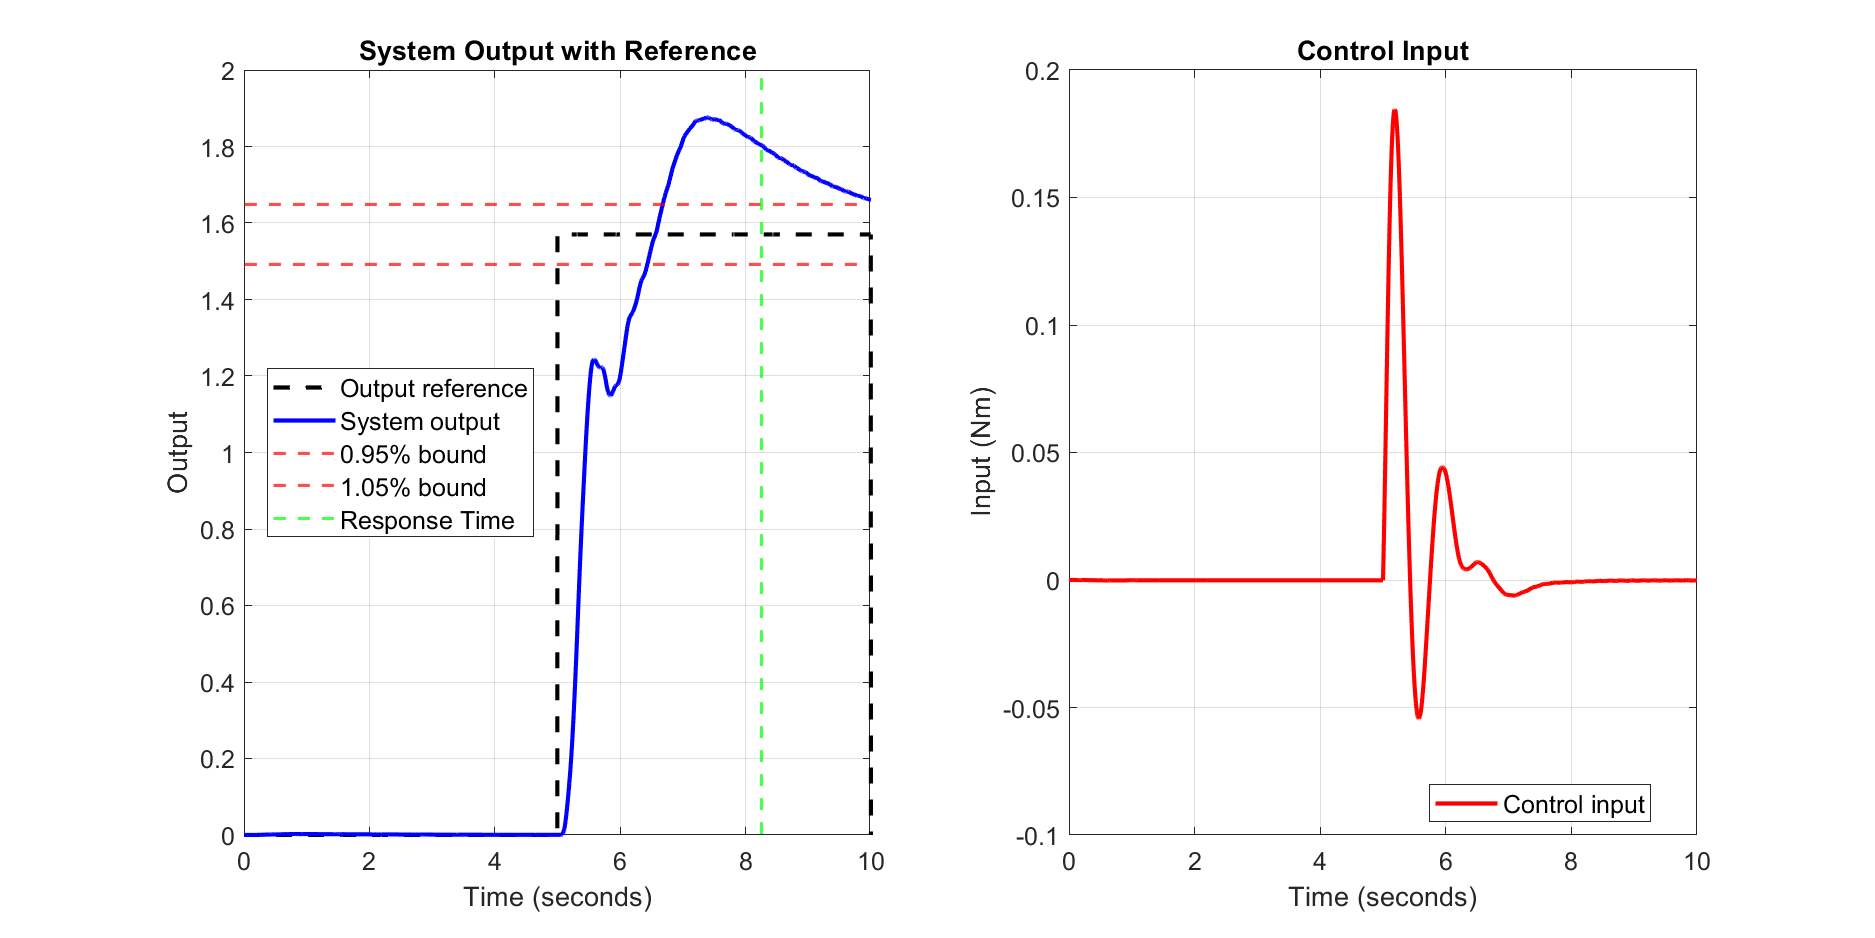 System Output with Reference
2
1.8
1.6
1.4
1.2
1
0.8
0.6
0.4
0.2
0
Output
Output reference
System output
0.95% bound
1.05% bound
Response Time
0 2 4 6 8 10
Time (seconds)
Control Input
0.2
0.15
0.1
0.05
0
-0.05
-0.1
Input (Nm)
Control input
0 2 4 6 8 10
Time (seconds)